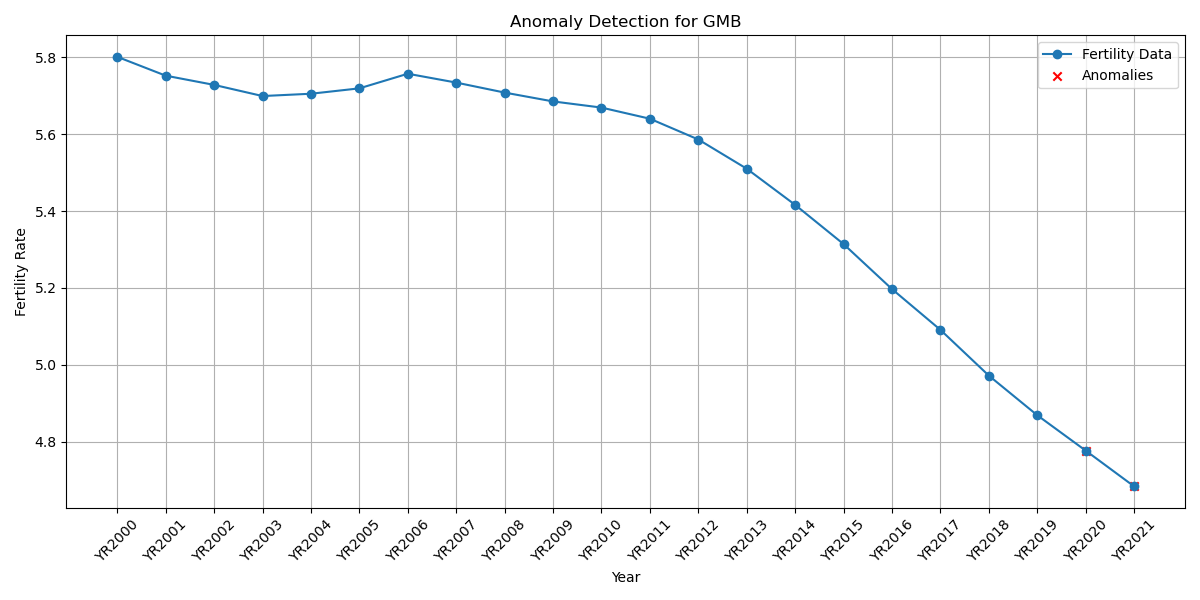 Anomaly Detection for GMB
Fertility Data
Anomalies
Fertility Rate
5.8
5.6
5.4
5.2
5.0
4.8
YR2000
YR2001
YR2002
YR2003
YR2004
YR2005
YR2006
YR2007
YR2008
YR2009
YR2010
YR2011
YR2012
YR2013
YR2014
YR2015
YR2016
YR2017
YR2018
YR2019
YR2020
YR2021
Year